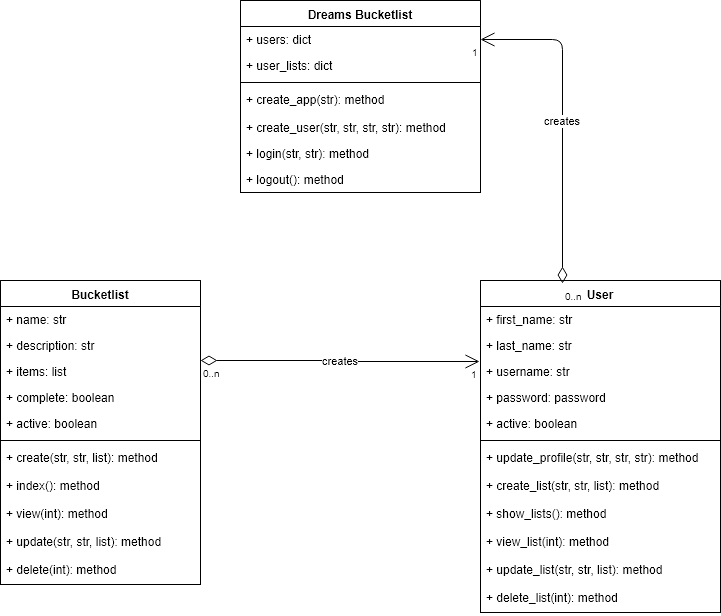 Dreams Bucketlist
+ users: dict
+ user_lists: dict
+ create_app(str): method
+ create_user(str, str, str, str): method
+ login(str, str): method
+ logout(): method
1
creates
0..n
Bucketlist
+ name: str
+ description: str
+ items: list
+ complete: boolean
+ active: boolean
+ create(str, str, list): method
+ index(): method
+ view(int): method
+ update(str, str, list): method
+ delete(int): method
0..n
creates
1
User
+ first_name: str
+ last_name: str
+ username: str
+ password: password
+ active: boolean
+ update_profile(str, str, str, str): method
+ create_list(str, str, list): method
+ show_lists(): method
+ view_list(int): method
+ update_list(str, str, list): method
+ delete_list(int): method